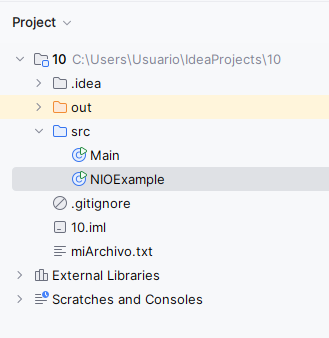 Project
10 C:\Users\Usuario\IdeaProjects\10
.idea
out
src
Main
NIOExample
.gitignore
10.iml
miArchivo.txt
External Libraries
Scratches and Consoles